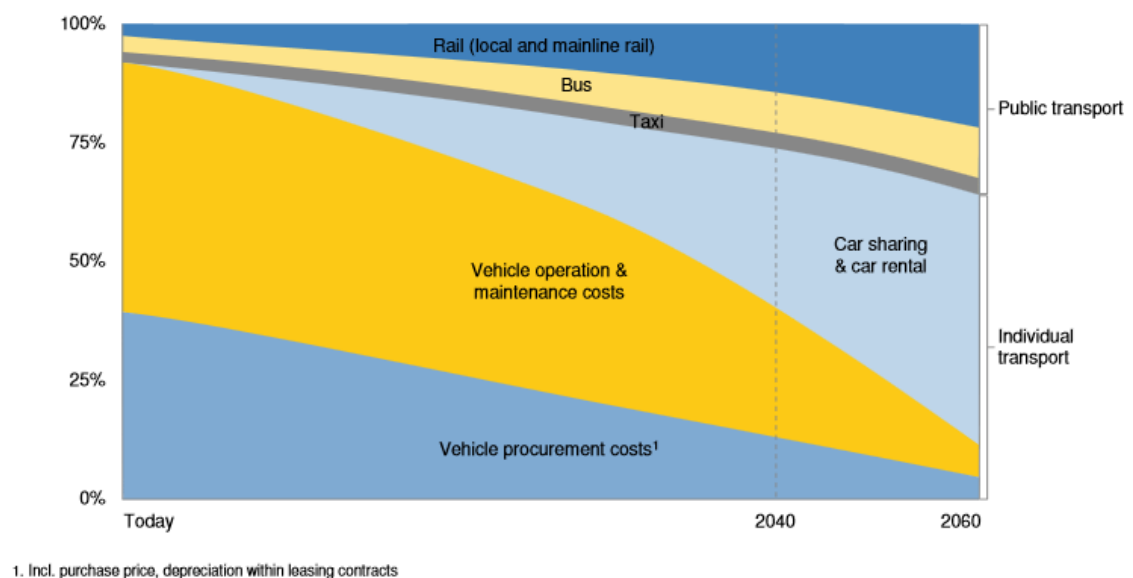 100%
Rail (local and mainline rail)
Bus
Public transport
Taxi
75%
Car sharing
& car rental
50%
Vehicle operation &
maintenance costs
Individual
transport
25%
Vehicle procurement costs¹
0%
Today
2040
2060
1. Incl. purchase price, depreciation within leasing contracts